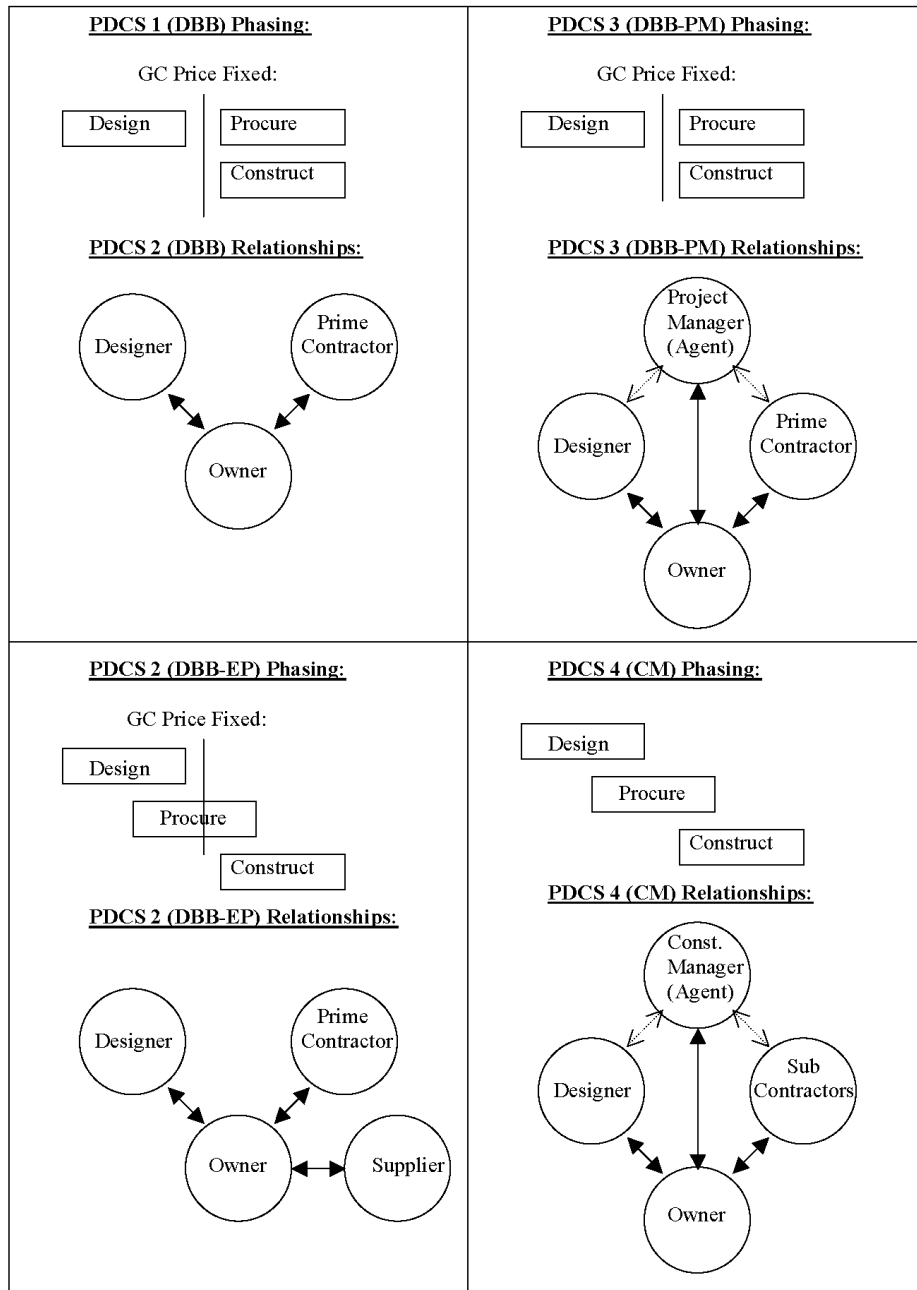 PDCS 1 (DBB) Phasing:
GC Price Fixed:
Design
Procure
Construct
PDCS 2 (DBB) Relationships:
Designer
Prime
Contractor
Owner
PDCS 3 (DBB-PM) Phasing:
GC Price Fixed:
Design
Procure
Construct
PDCS 3 (DBB-PM) Relationships:
Project
Manager
(Agent)
Designer
Prime
Contractor
Owner
PDCS 2 (DBB-EP) Phasing:
GC Price Fixed:
Design
Procure
Construct
PDCS 2 (DBB-EP) Relationships:
Designer
Prime
Contractor
Owner
Supplier
PDCS 4 (CM) Phasing:
Design
Procure
Construct
PDCS 4 (CM) Relationships:
Const.
Manager
(Agent)
Designer
Sub
Contractors
Owner